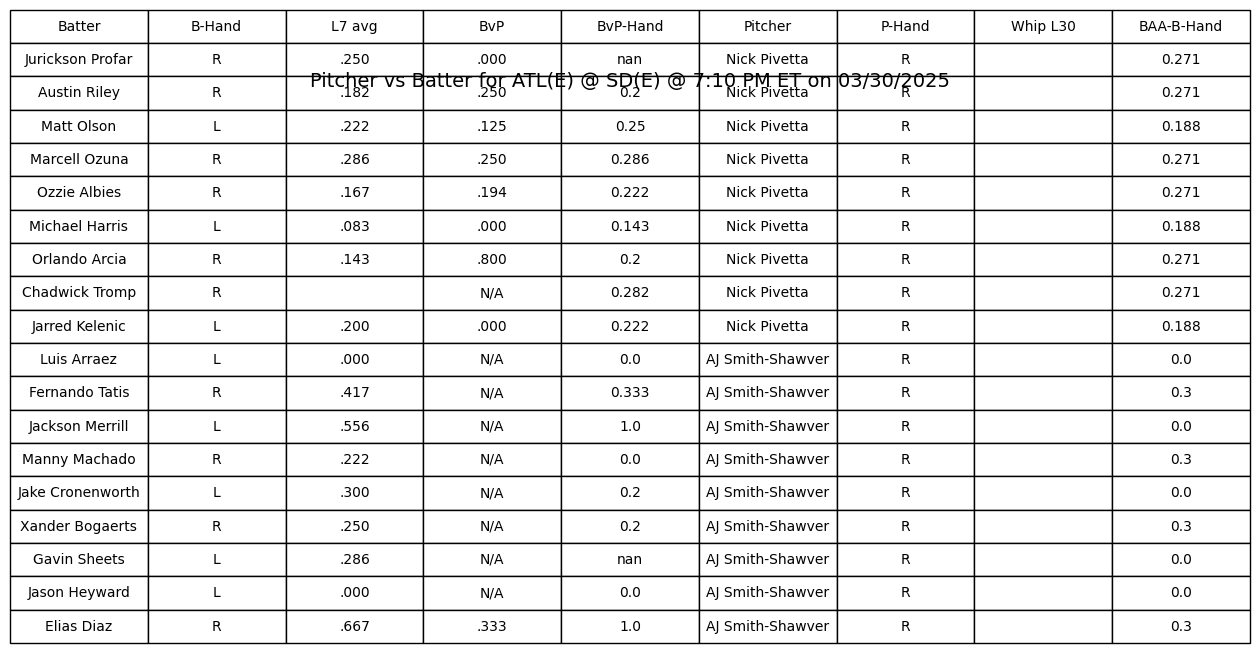 Batter B-Hand L7 avg BvP BvP-Hand Pitcher P-Hand Whip L30 BAA-B-Hand
Jurickson Profar R .250 .000 nan Nick Pivetta R 0.271
Pitcher vs Batter for ATL(E) @ SD(E) @ 7:10 PM ET on 03/30/2025
Austin Riley R .182 .250 0.2 Nick Pivetta R 0.271
Matt Olson L .222 .125 0.25 Nick Pivetta R 0.188
Marcell Ozuna R .286 .250 0.286 Nick Pivetta R 0.271
Ozzie Albies R .167 .194 0.222 Nick Pivetta R 0.271
Michael Harris L .083 .000 0.143 Nick Pivetta R 0.188
Orlando Arcia R .143 .800 0.2 Nick Pivetta R 0.271
Chadwick Tromp R N/A 0.282 Nick Pivetta R 0.271
Jarred Kelenic L .200 .000 0.222 Nick Pivetta R 0.188
Luis Arraez L .000 N/A 0.0 AJ Smith-Shawver R 0.0
Fernando Tatis R .417 N/A 0.333 AJ Smith-Shawver R 0.3
Jackson Merrill L .556 N/A 1.0 AJ Smith-Shawver R 0.0
Manny Machado R .222 N/A 0.0 AJ Smith-Shawver R 0.3
Jake Cronenworth L .300 N/A 0.2 AJ Smith-Shawver R 0.0
Xander Bogaerts R .250 N/A 0.2 AJ Smith-Shawver R 0.3
Gavin Sheets L .286 N/A nan AJ Smith-Shawver R 0.0
Jason Heyward L .000 N/A 0.0 AJ Smith-Shawver R 0.0
Elias Diaz R .667 .333 1.0 AJ Smith-Shawver R 0.3